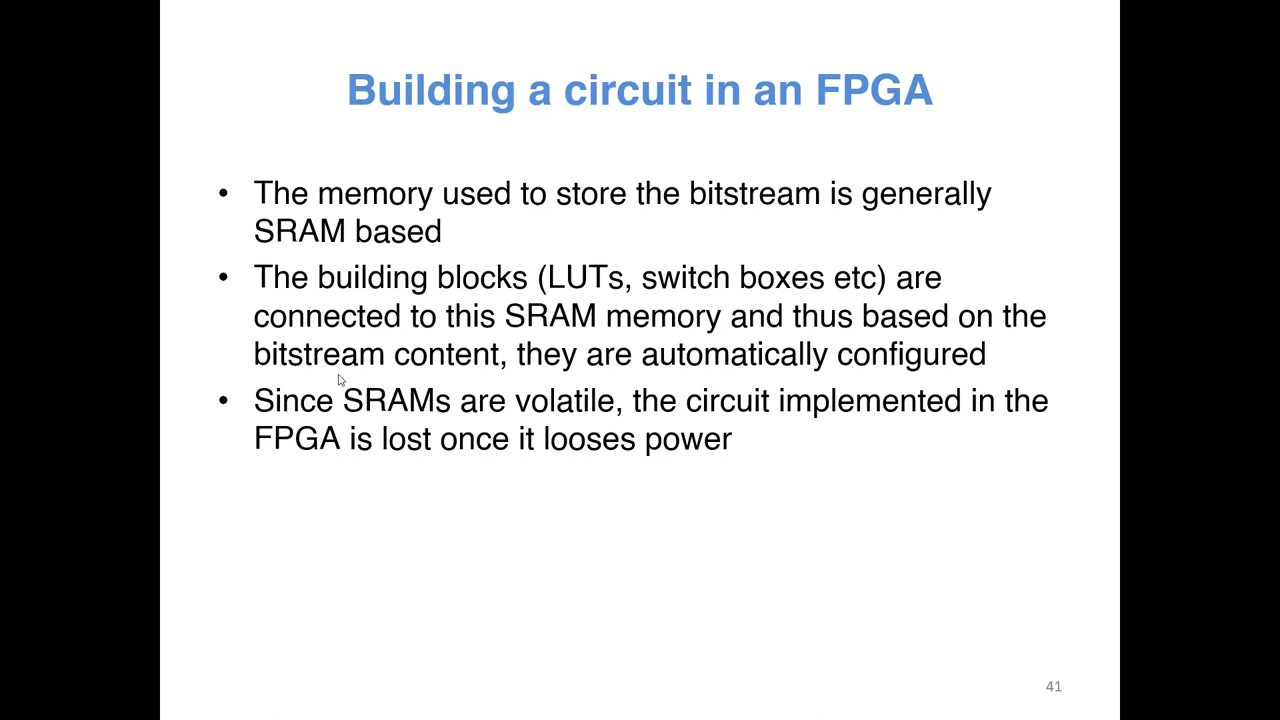 Building a circuit in an FPGA
• The memory used to store the bitstream is generally
SRAM based
• The building blocks (LUTs, switch boxes etc) are
connected to this SRAM memory and thus based on the
bitstream content, they are automatically configured
• Since SRAMs are volatile, the circuit implemented in the
FPGA is lost once it looses power
41